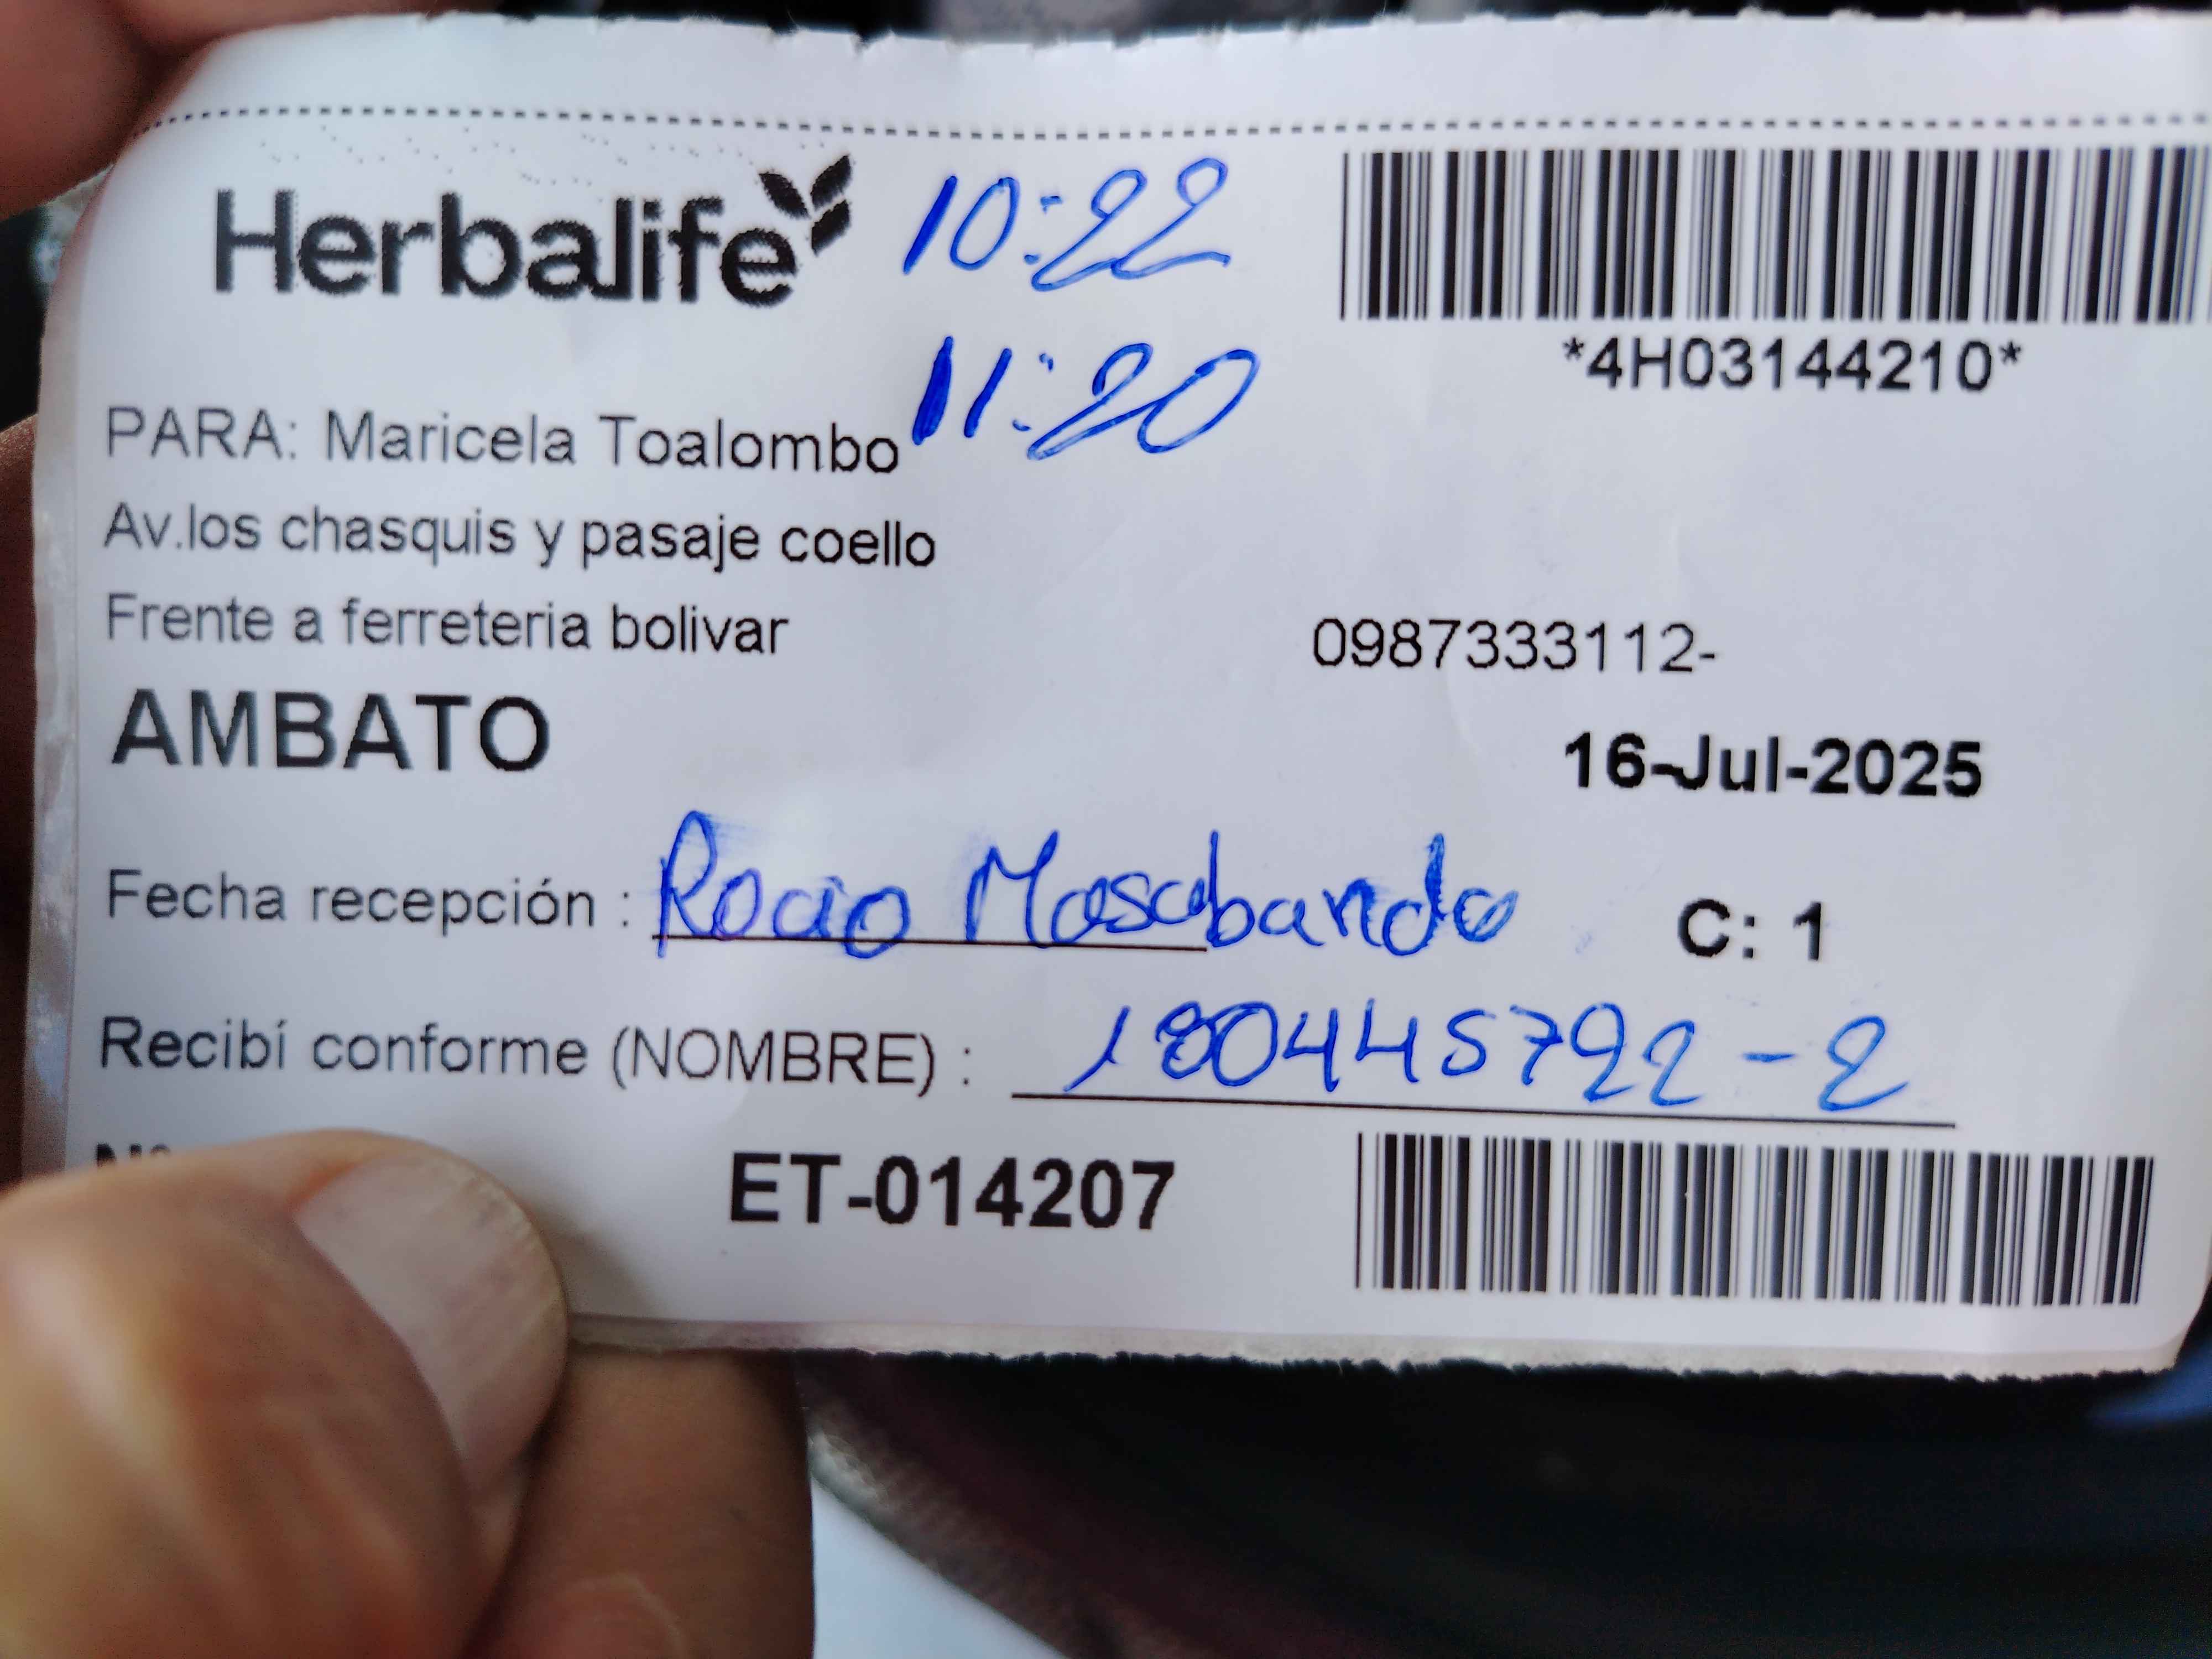 Herbalife 10:22
*4H03144210*
PARA: Maricela Toalombo 11:20
Av.los chasquis y pasaje coello
Frente a ferreteria bolivar 0987333112-
AMBATO
16-Jul-2025
Fecha recepción : Rocio Masabando C: 1
Recibí conforme (NOMBRE) : 180445792-2
ET-014207